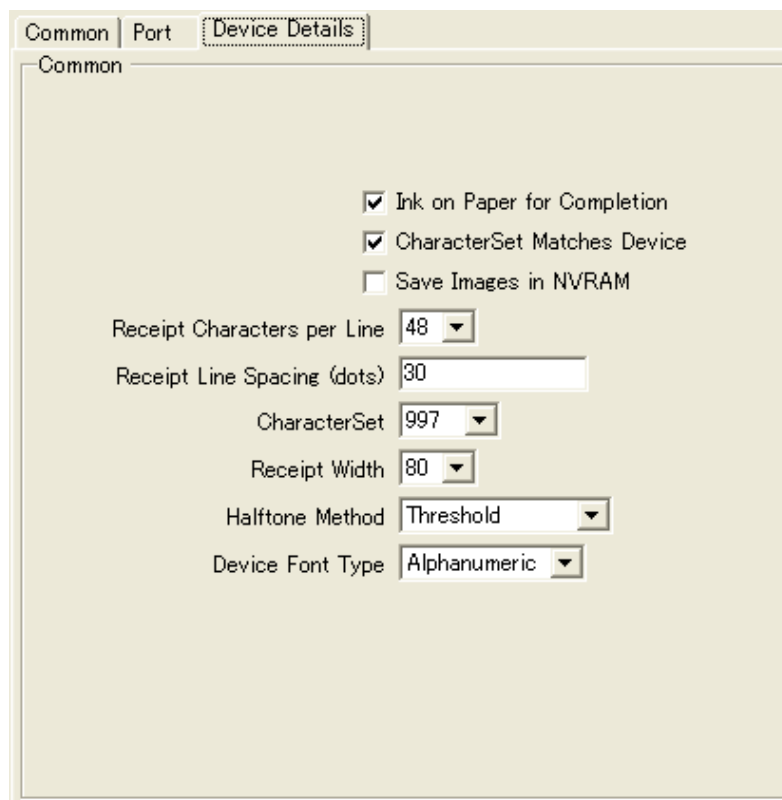 Common Port Device Details
Common
Ink on Paper for Completion
CharacterSet Matches Device
Save Images in NVRAM
Receipt Characters per Line 48
Receipt Line Spacing (dots) 30
CharacterSet 997
Receipt Width 80
Halftone Method Threshold
Device Font Type Alphanumeric